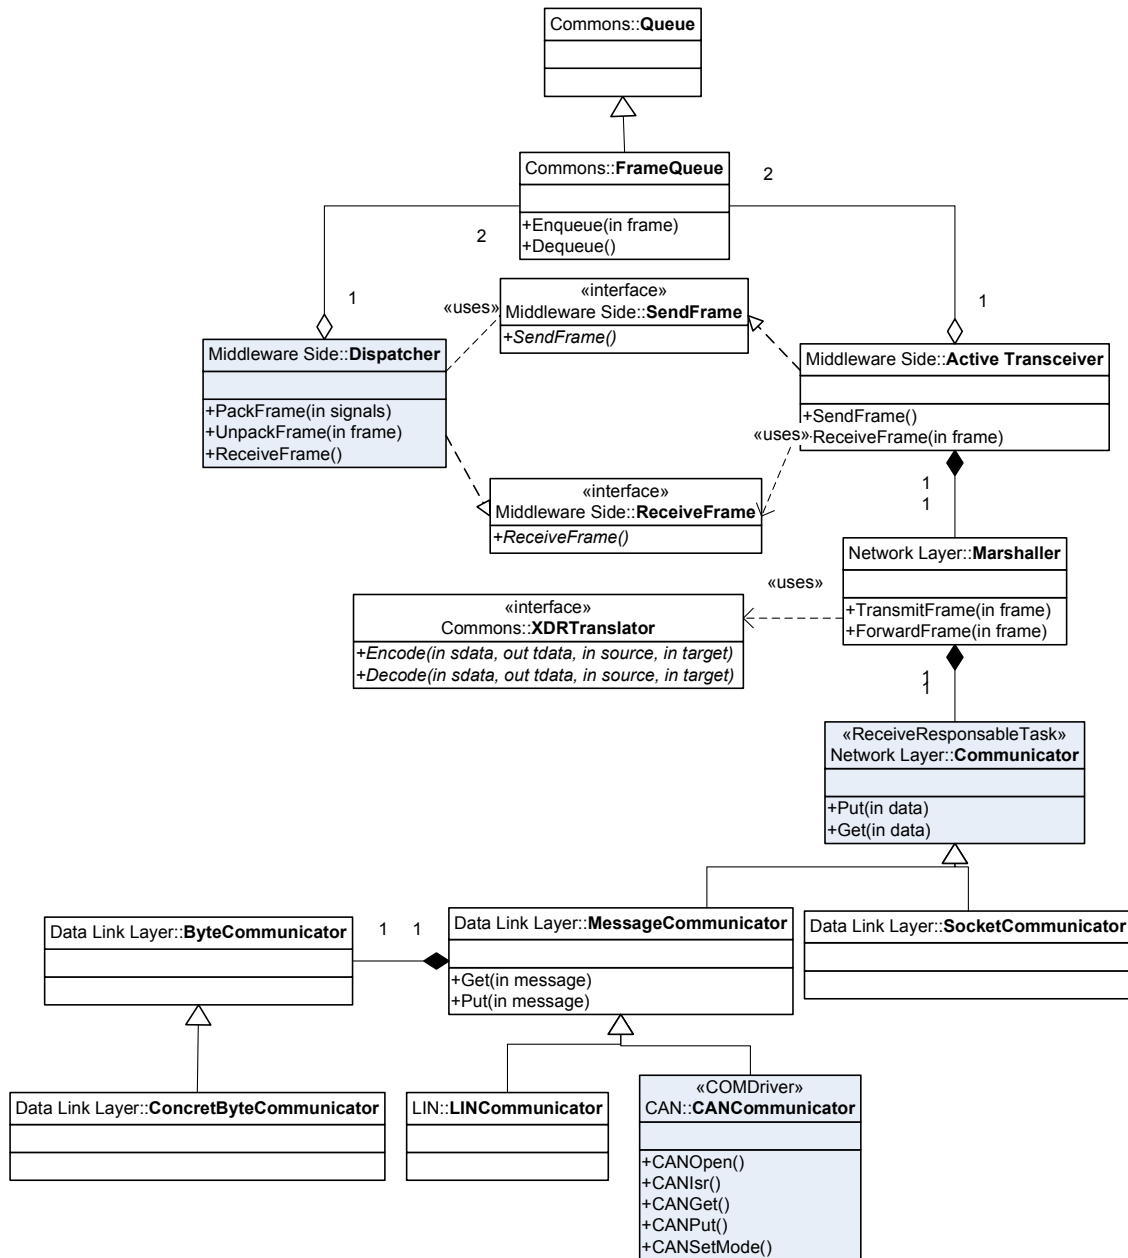 Commons::Queue
Commons::FrameQueue
+Enqueue(in frame)
+Dequeue()
2
2
1
1
«interface»
Middleware Side::SendFrame
+SendFrame()
«uses»
Middleware Side::Dispatcher
+PackFrame(in signals)
+UnpackFrame(in frame)
+ReceiveFrame()
Middleware Side::Active Transceiver
+SendFrame()
+ReceiveFrame(in frame)
«uses»
«interface»
Middleware Side::ReceiveFrame
+ReceiveFrame()
1
1
Network Layer::Marshaller
+TransmitFrame(in frame)
+ForwardFrame(in frame)
«uses»
«interface»
Commons::XDRTranslator
+Encode(in sdata, out tdata, in source, in target)
+Decode(in sdata, out tdata, in source, in target)
1
1
«ReceiveResponsableTask»
Network Layer::Communicator
+Put(in data)
+Get(in data)
Data Link Layer::ByteCommunicator
1
1
Data Link Layer::MessageCommunicator
+Get(in message)
+Put(in message)
Data Link Layer::SocketCommunicator
Data Link Layer::ConcretByteCommunicator
LIN::LINCommunicator
«COMDriver»
CAN::CANCommunicator
+CANOpen()
+CANIsr()
+CANGet()
+CANPut()
+CANSetMode()